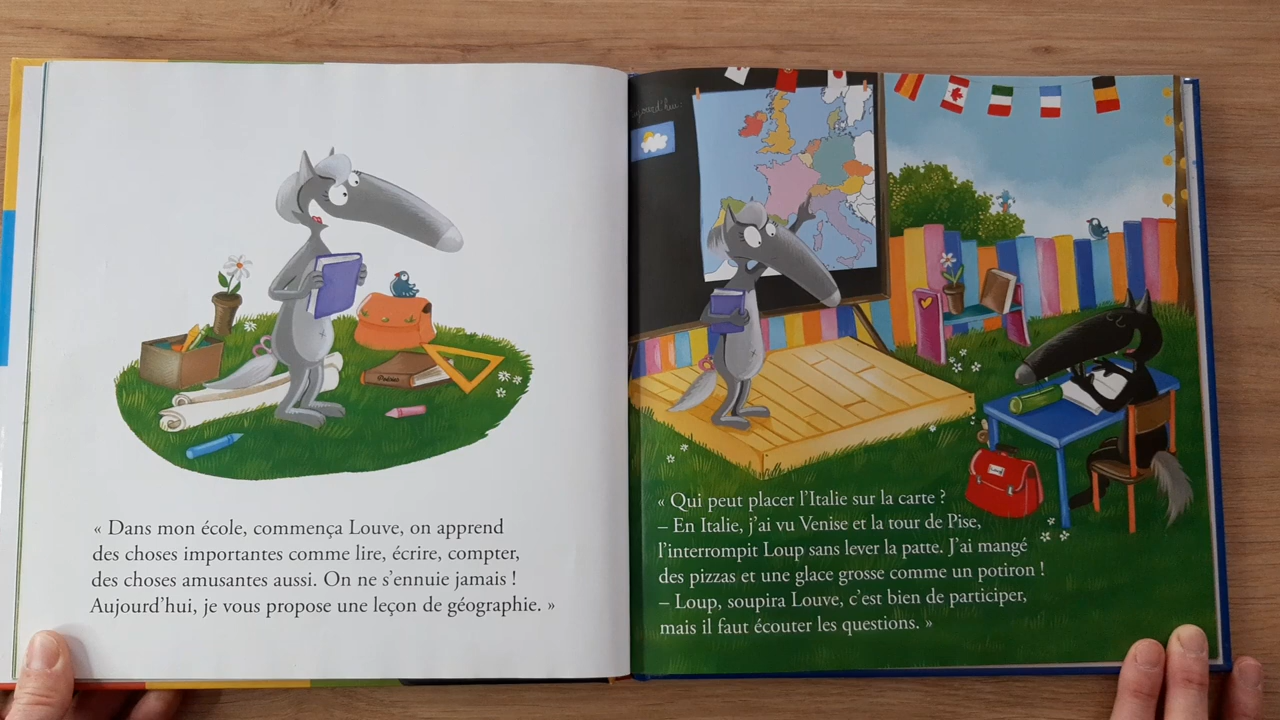 « Dans mon école, commença Louve, on apprend
des choses importantes comme lire, écrire, compter,
des choses amusantes aussi. On ne s'ennuie jamais !
Aujourd'hui, je vous propose une leçon de géographie. »
« Qui peut placer l'Italie sur la carte ?
– En Italie, j'ai vu Venise et la tour de Pise,
l'interrompit Loup sans lever la patte. J'ai mangé
des pizzas et une glace grosse comme un potiron !
– Loup, soupira Louve, c'est bien de participer,
mais il faut écouter les questions. »